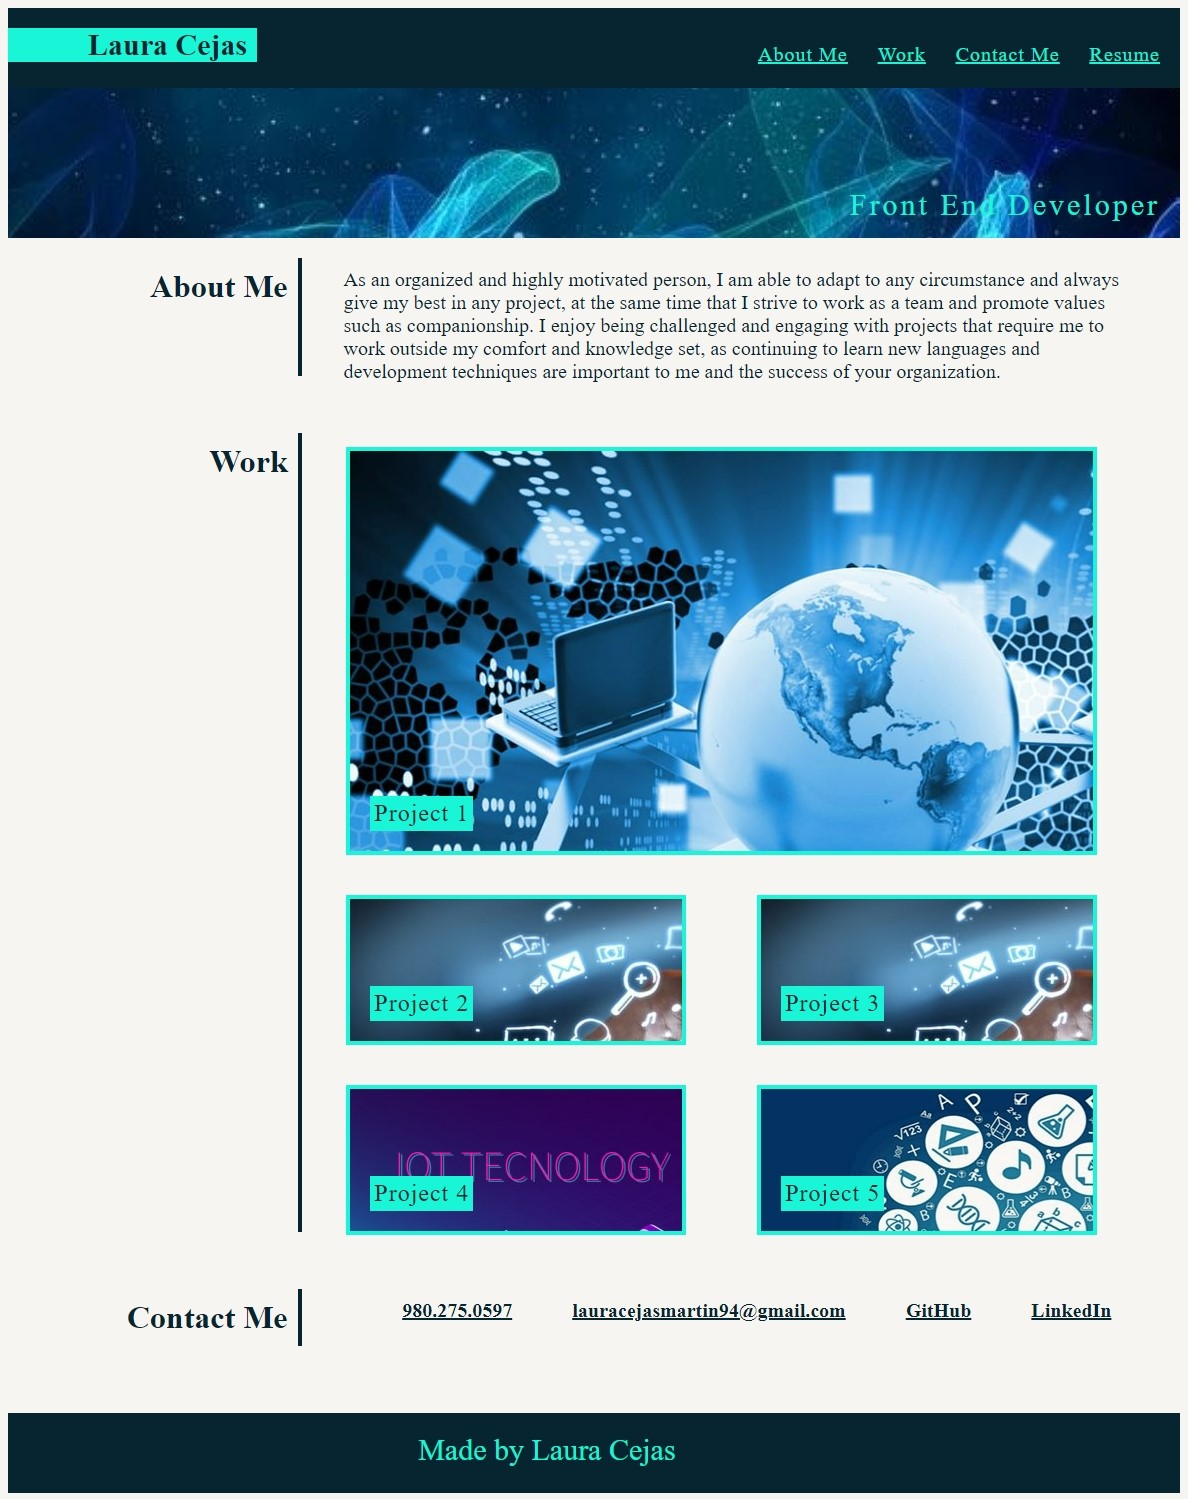 Laura Cejas
About Me Work Contact Me Resume
Front End Developer
About Me
As an organized and highly motivated person, I am able to adapt to any circumstance and always
give my best in any project, at the same time that I strive to work as a team and promote values
such as companionship. I enjoy being challenged and engaging with projects that require me to
work outside my comfort and knowledge set, as continuing to learn new languages and
development techniques are important to me and the success of your organization.
Work
Project 1
Project 2
Project 3
IOT TECNOLOGY
Project 4
A P
√123
Aa
2+2
E
B
B
a b
c
Project 5
Contact Me
980.275.0597 lauracejasmartin94@gmail.com GitHub LinkedIn
Made by Laura Cejas